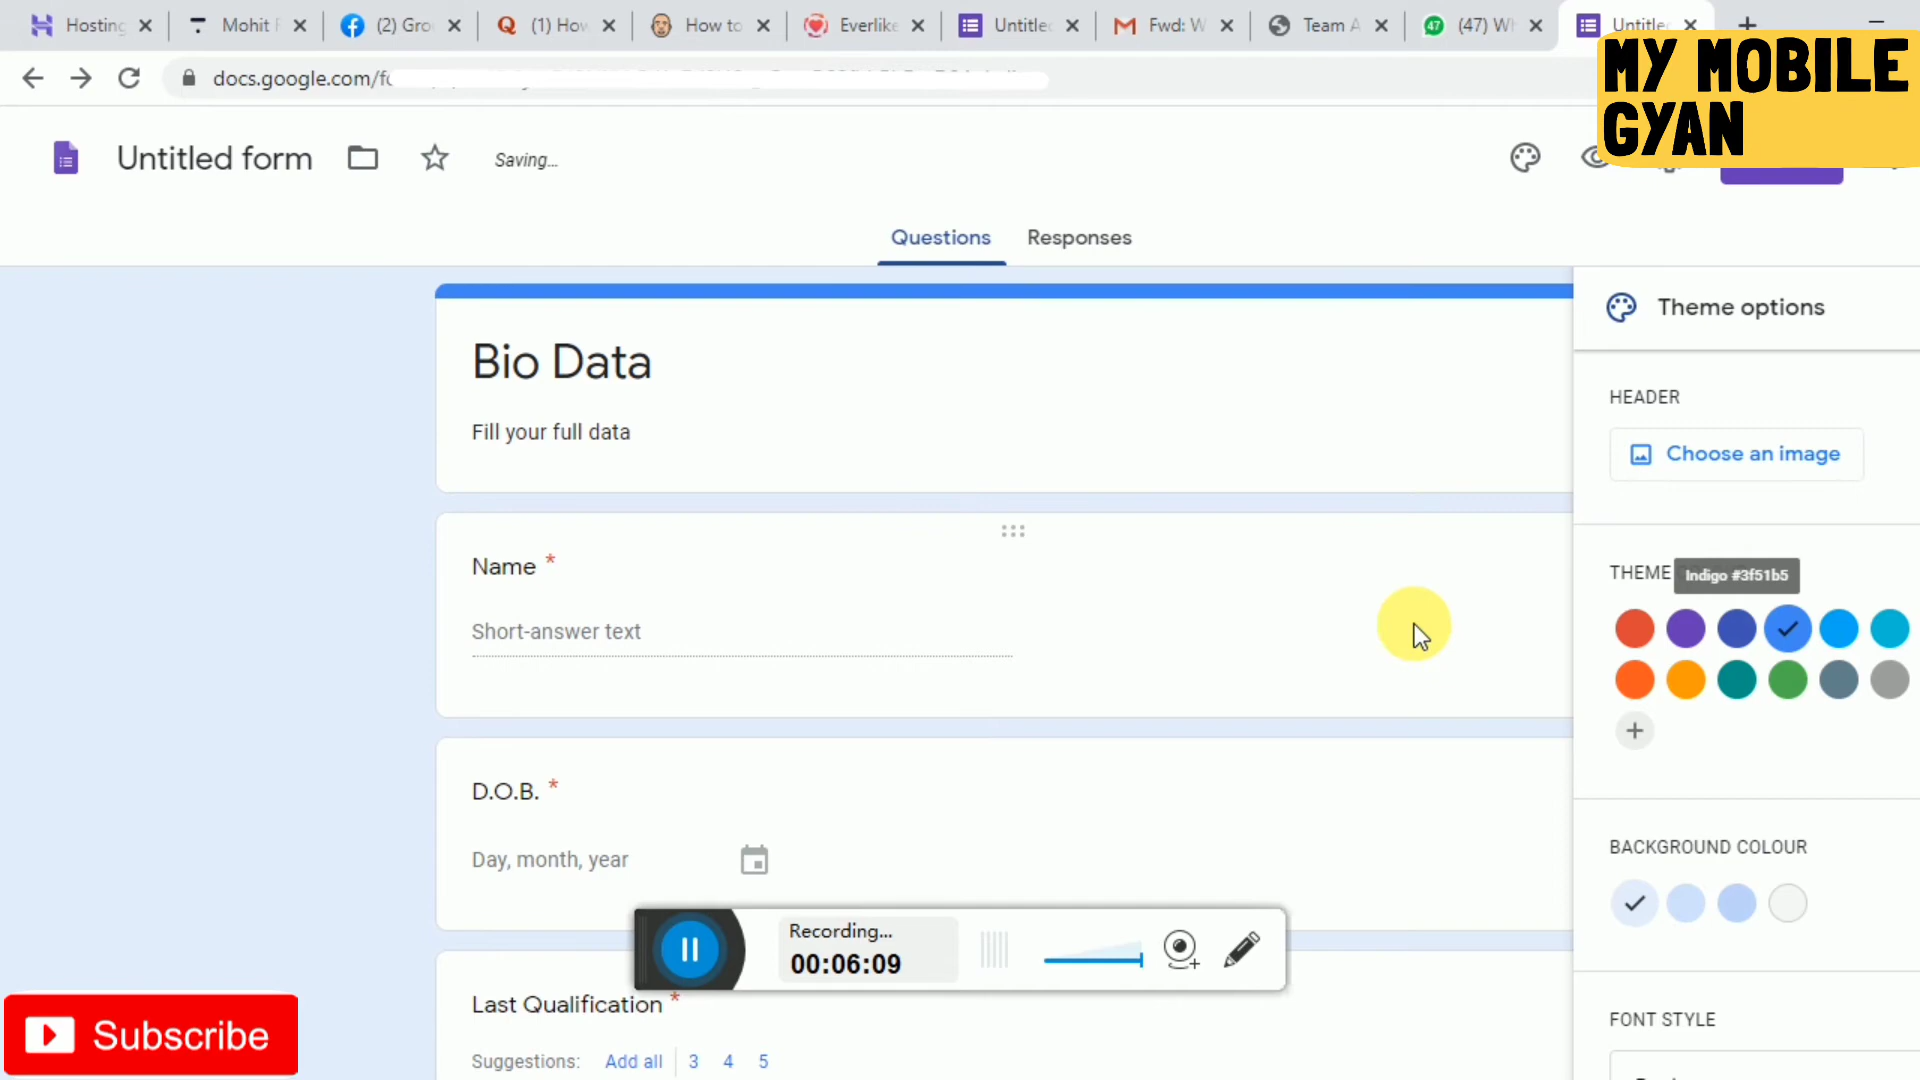 Hosting
Mohit
(2) Gro
(1) How
How to
Everlike
Untitled
Fwd: W
Team A
47
(47) Wh
Untitle
MY MOBILE
GYAN
docs.google.com/fo
Untitled form
Saving...
Questions
Responses
Theme options
Bio Data
HEADER
Fill your full data
Choose an image
Name *
THEME
Indigo #3f51b5
Short-answer text
D.O.B. *
BACKGROUND COLOUR
Day, month, year
Recording...
00:06:09
Last Qualification *
FONT STYLE
Subscribe
Suggestions:
Add all
3
4
5